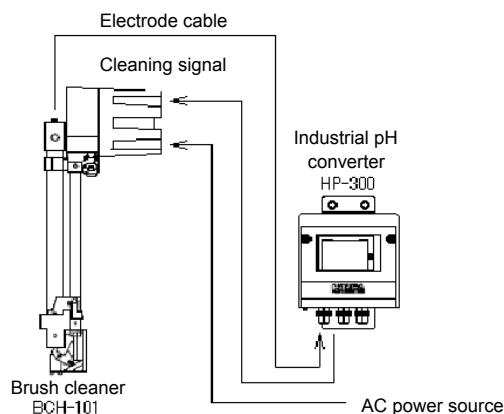 Electrode cable
Cleaning signal
Industrial pH
converter
HP-300
Brush cleaner
BCH-101
AC power source